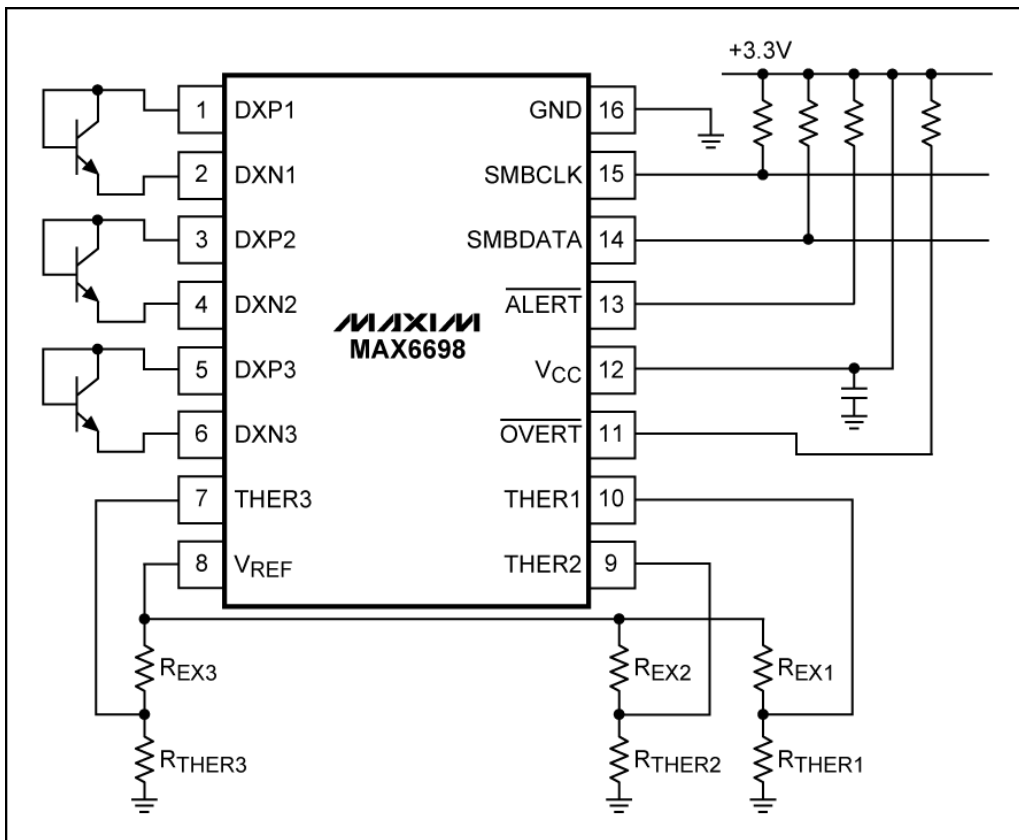 +3.3V
1 DXP1
GND 16
2 DXN1
SMBCLK 15
3 DXP2
SMBDATA 14
4 DXN2
ALERT 13
MAXIM
MAX6698
5 DXP3
VCC 12
6 DXN3
OVERT 11
7 THER3
THER1 10
8 VREF
THER2 9
REX3
REX2
REX1
RTHER3
RTHER2
RTHER1